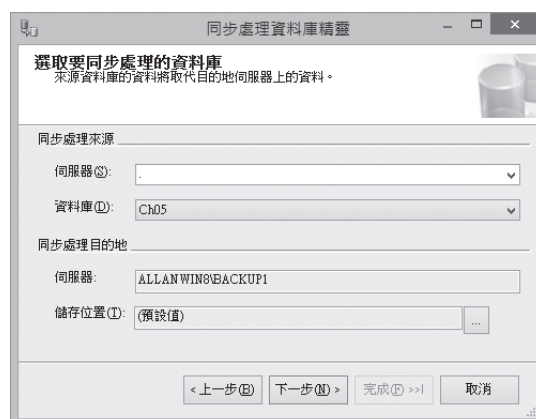 同步處理資料庫精靈
選取要同步處理的資料庫
來源資料庫的資料將取代目的地伺服器上的資料。
同步處理來源
伺服器(S): .
資料庫(D): Ch05
同步處理目的地
伺服器: ALLANWIN8\BACKUP1
儲存位置(T): (預設值) ...
<上一步(B) 下一步(N)> 完成(F) >>| 取消